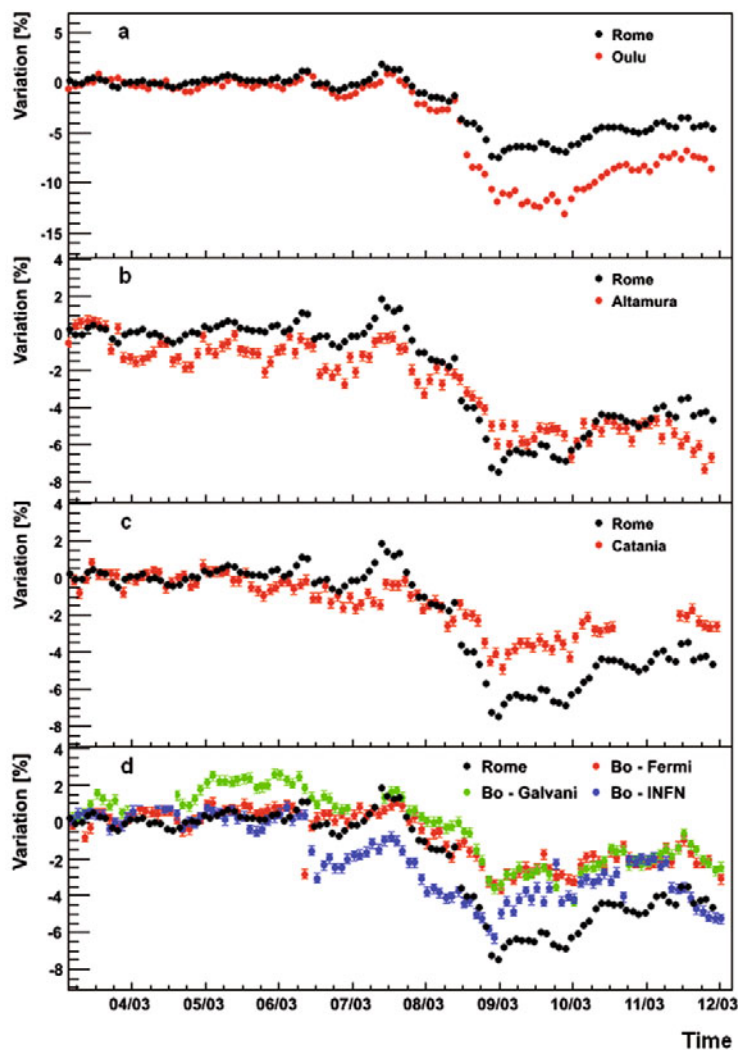 a
Variation [%]
5
0
-5
-10
-15
Rome
Oulu
b
Variation [%]
4
2
0
-2
-4
-6
-8
Rome
Altamura
c
Variation [%]
4
2
0
-2
-4
-6
-8
Rome
Catania
d
Variation [%]
4
2
0
-2
-4
-6
-8
Rome Bo - Fermi
Bo - Galvani Bo - INFN
04/03 05/03 06/03 07/03 08/03 09/03 10/03 11/03 12/03
Time